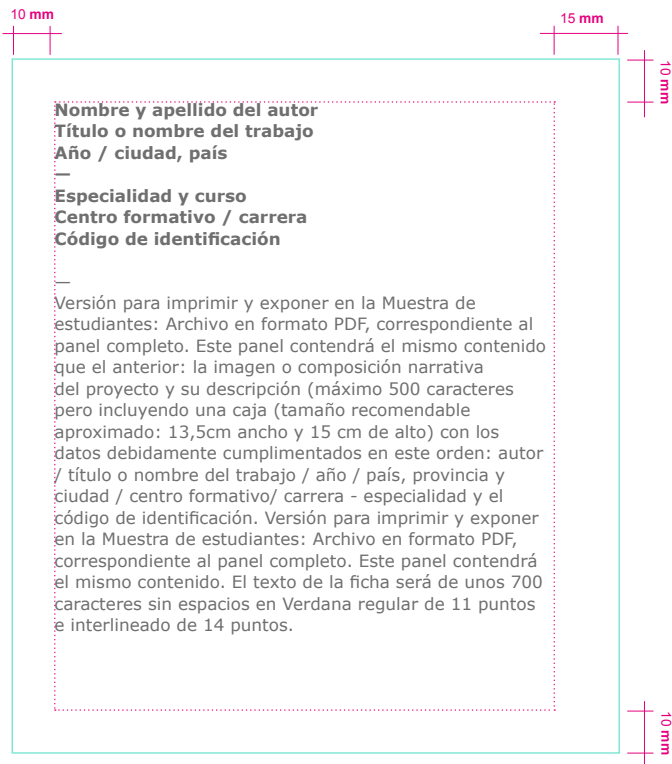 10 mm
15 mm
10 mm
Nombre y apellido del autor
Título o nombre del trabajo
Año / ciudad, país
—
Especialidad y curso
Centro formativo / carrera
Código de identificación
—
Versión para imprimir y exponer en la Muestra de
estudiantes: Archivo en formato PDF, correspondiente al
panel completo. Este panel contendrá el mismo contenido
que el anterior: la imagen o composición narrativa
del proyecto y su descripción (máximo 500 caracteres
pero incluyendo una caja (tamaño recomendable
aproximado: 13,5cm ancho y 15 cm de alto) con los
datos debidamente cumplimentados en este orden: autor
/ título o nombre del trabajo / año / país, provincia y
ciudad / centro formativo/ carrera - especialidad y el
código de identificación. Versión para imprimir y exponer
en la Muestra de estudiantes: Archivo en formato PDF,
correspondiente al panel completo. Este panel contendrá
el mismo contenido. El texto de la ficha será de unos 700
caracteres sin espacios en Verdana regular de 11 puntos
e interlineado de 14 puntos.
10 mm